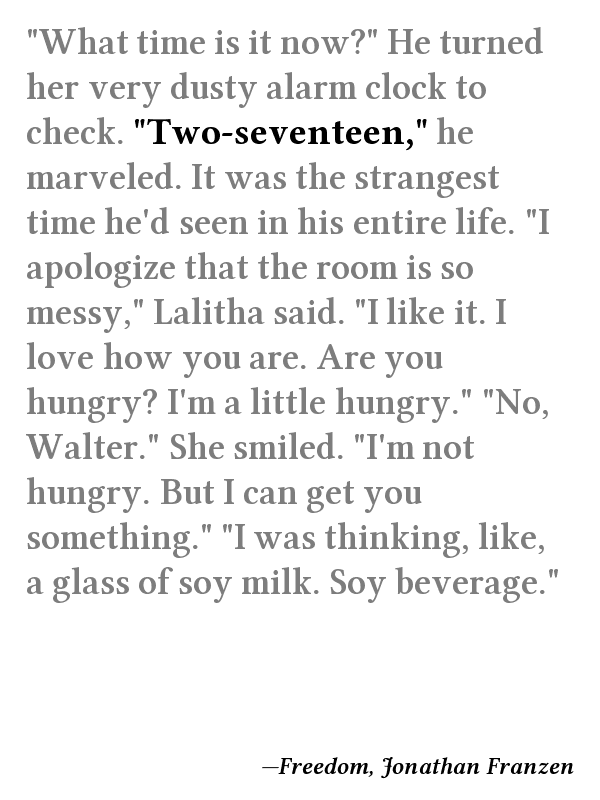 "What time is it now?" He turned
her very dusty alarm clock to
check. "Two-seventeen," he
marveled. It was the strangest
time he'd seen in his entire life. "I
apologize that the room is so
messy," Lalitha said. "I like it. I
love how you are. Are you
hungry? I'm a little hungry." "No,
Walter." She smiled. "I'm not
hungry. But I can get you
something." "I was thinking, like,
a glass of soy milk. Soy beverage."
—Freedom, Jonathan Franzen